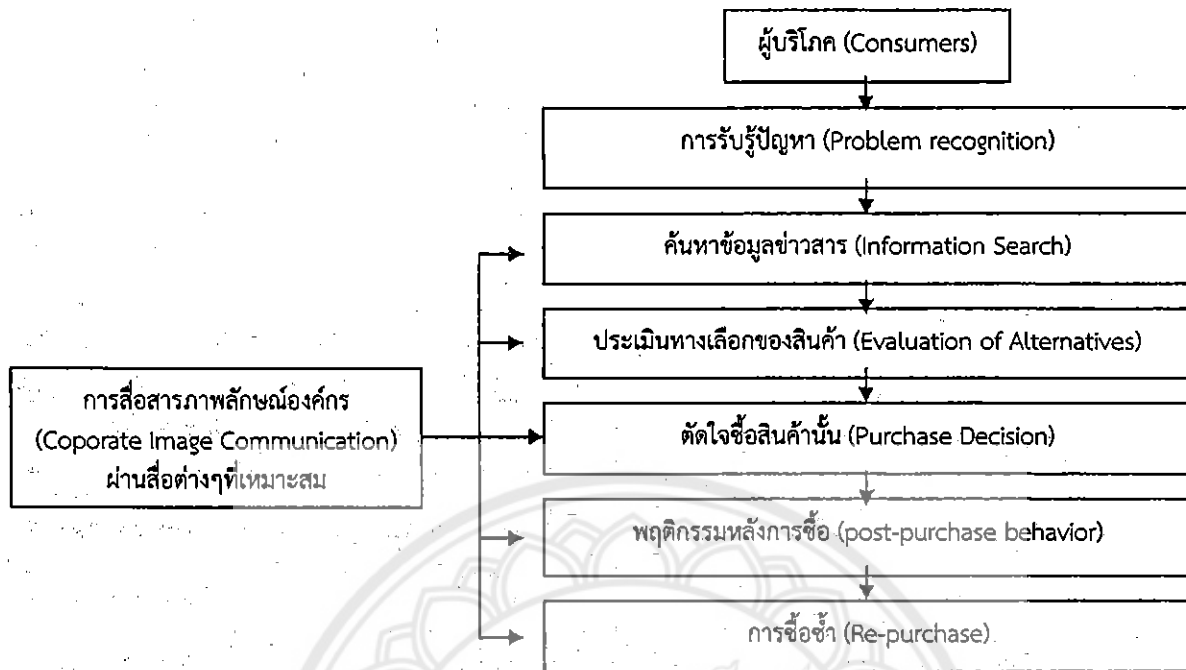 ผู้บริโภค (Consumers)
การรับรู้ปัญหา (Problem recognition)
ค้นหาข้อมูลข่าวสาร (Information Search)
ประเมินทางเลือกของสินค้า (Evaluation of Alternatives)
การสื่อสารภาพลักษณ์องค์กร
(Coporate Image Communication)
ผ่านสื่อต่างๆที่เหมาะสม
ตัดใจซื้อสินค้านั้น (Purchase Decision)
พฤติกรรมหลังการซื้อ (post-purchase behavior)
การซื้อซ้ำ (Re-purchase)